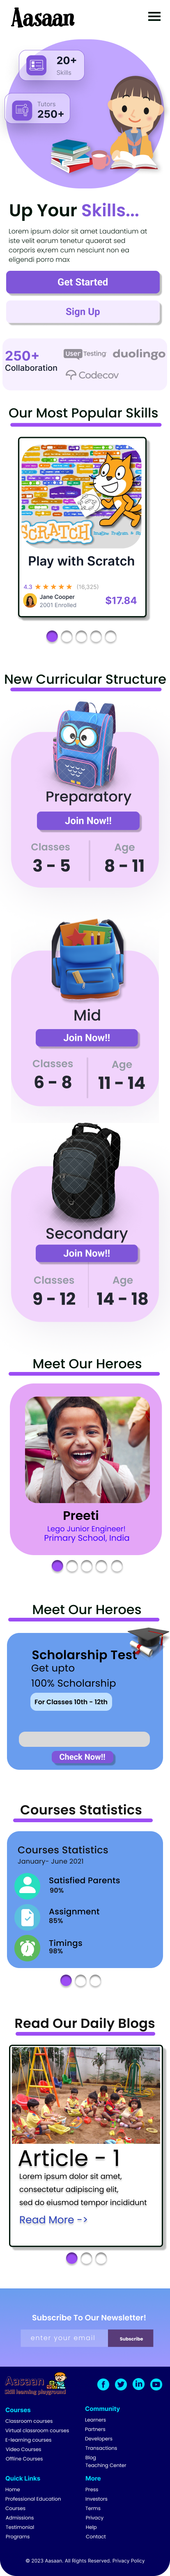 Aasaan
20+
Skills
Tutors
250+
Up Your Skills...
Lorem ipsum dolor sit amet Laudantium at
iste velit earum tenetur quaerat sed
corporis exercn cum nesciunt non ea
eligendi porro max
Get Started
Sign Up
250+
Collaboration
User Testing
duolingo
Codecov
Our Most Popular Skills
SCRATCH
Play with Scratch
4.3
(16,325)
Jane Cooper
2001 Enrolled
$17.84
New Curricular Structure
Preparatory
Join Now!!
Classes
Age
3 - 5
8 - 11
Mid
Join Now!!
Classes
Age
6 - 8
11 - 14
Secondary
Join Now!!
Classes
Age
9 - 12
14 - 18
Meet Our Heroes
Preeti
Lego Junior Engineer!
Primary School, India
Meet Our Heroes
Scholarship Test
Get upto
100% Scholarship
For Classes 10th - 12th
Check Now!!
Courses Statistics
Courses Statistics
January- June 2021
Satisfied Parents
90%
Assignment
85%
Timings
98%
Read Our Daily Blogs
Article - 1
Lorem ipsum dolor sit amet,
consectetur adipiscing elit,
sed do eiusmod tempor incididunt
Read More ->
Subscribe To Our Newsletter!
enter your email
Subscribe
Aasaan
Skill learning playground
Courses
Classroom courses
Virtual classroom courses
E-learning courses
Video Courses
Offline Courses
Community
Learners
Partners
Developers
Transactions
Blog
Teaching Center
Quick Links
Home
Professional Education
Courses
Admissions
Testimonial
Programs
More
Press
Investors
Terms
Privacy
Help
Contact
© 2023 Aasaan. All Rights Reserved. Privacy Policy